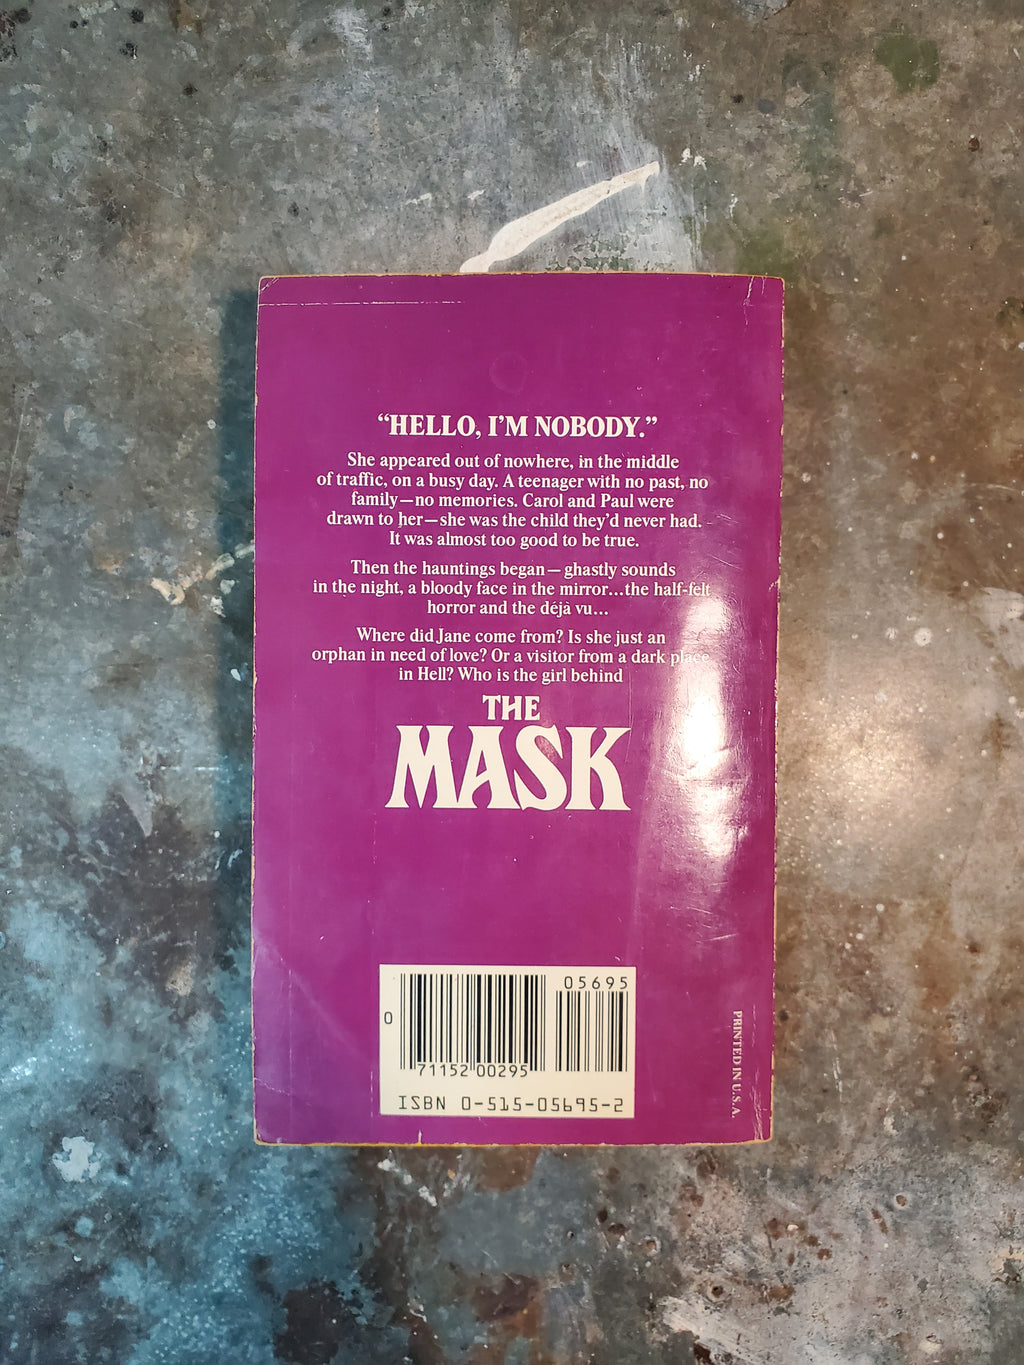 “HELLO, I’M NOBODY.”
She appeared out of nowhere, in the middle
of traffic, on a busy day. A teenager with no past, no
family—no memories. Carol and Paul were
drawn to her—she was the child they’d never had.
It was almost too good to be true.
Then the hauntings began—ghastly sounds
in the night, a bloody face in the mirror...the half-felt
horror and the déjà vu...
Where did Jane come from? Is she just an
orphan in need of love? Or a visitor from a dark place
in Hell? Who is the girl behind
THE
MASK
05695
0
71152 00295
ISBN 0-515-05695-2
PRINTED IN U.S.A.